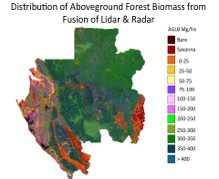 Distribution of Aboveground Forest Biomass from
Fusion of Lidar & Radar
AGLB Mg/ha
Bare
Savanna
0-25
25-50
50-75
75-100
100-150
150-200
200-250
250-300
300-350
350-400
> 400